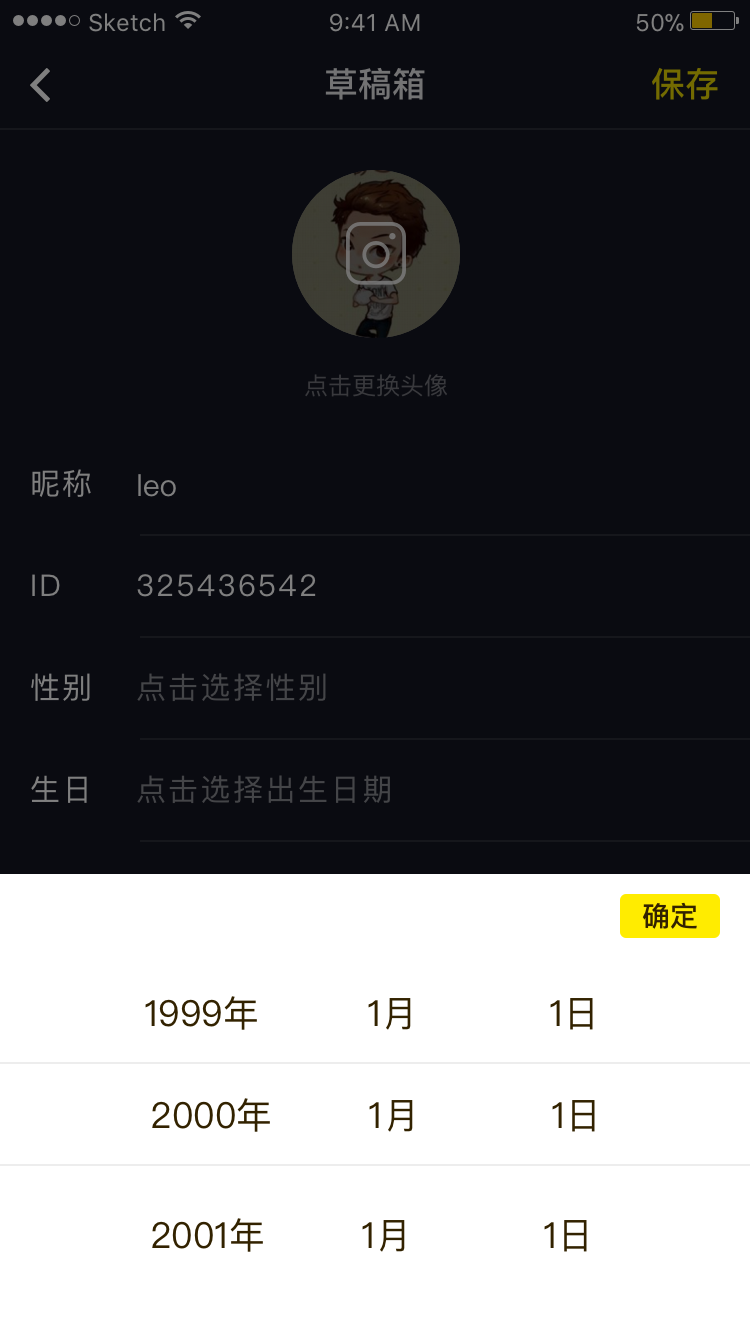 Sketch 9:41 AM 50%
草稿箱 保存
点击更换头像
昵称 leo
ID 325436542
性别 点击选择性别
生日 点击选择出生日期
确定
1999年 1月 1日
2000年 1月 1日
2001年 1月 1日